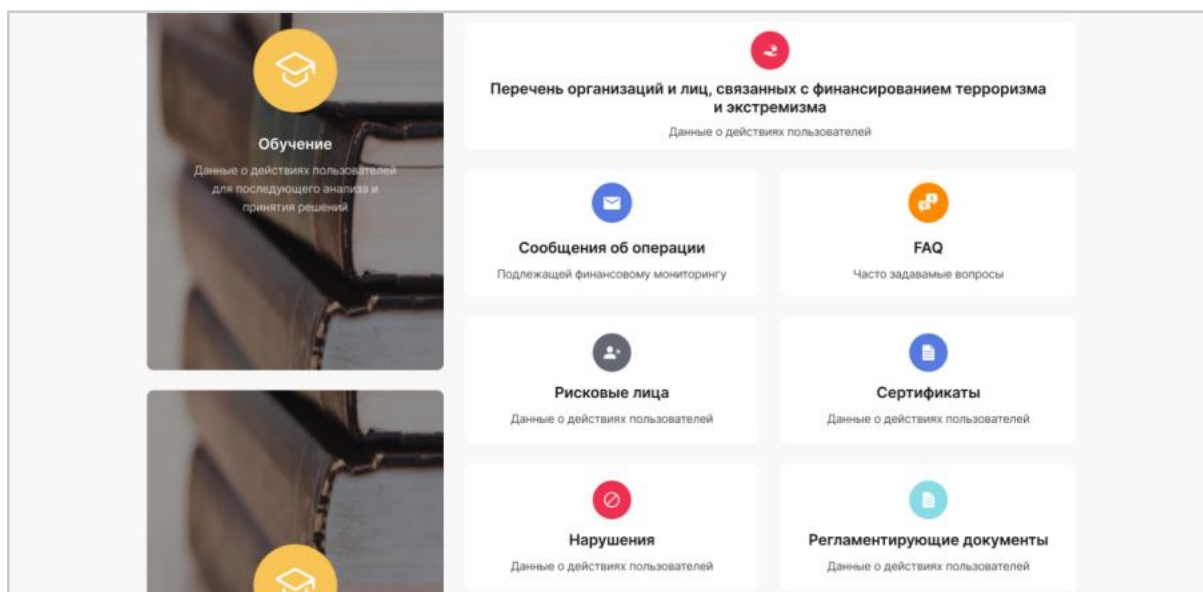 Обучение
Данные о действиях пользователей
для последующего анализа и
принятия решений
Перечень организаций и лиц, связанных с финансированием терроризма
и экстремизма
Данные о действиях пользователей
Сообщения об операции
Подлежащей финансовому мониторингу
FAQ
Часто задавамые вопросы
Рисковые лица
Данные о действиях пользователей
Сертификаты
Данные о действиях пользователей
Нарушения
Данные о действиях пользователей
Регламентирующие документы
Данные о действиях пользователей